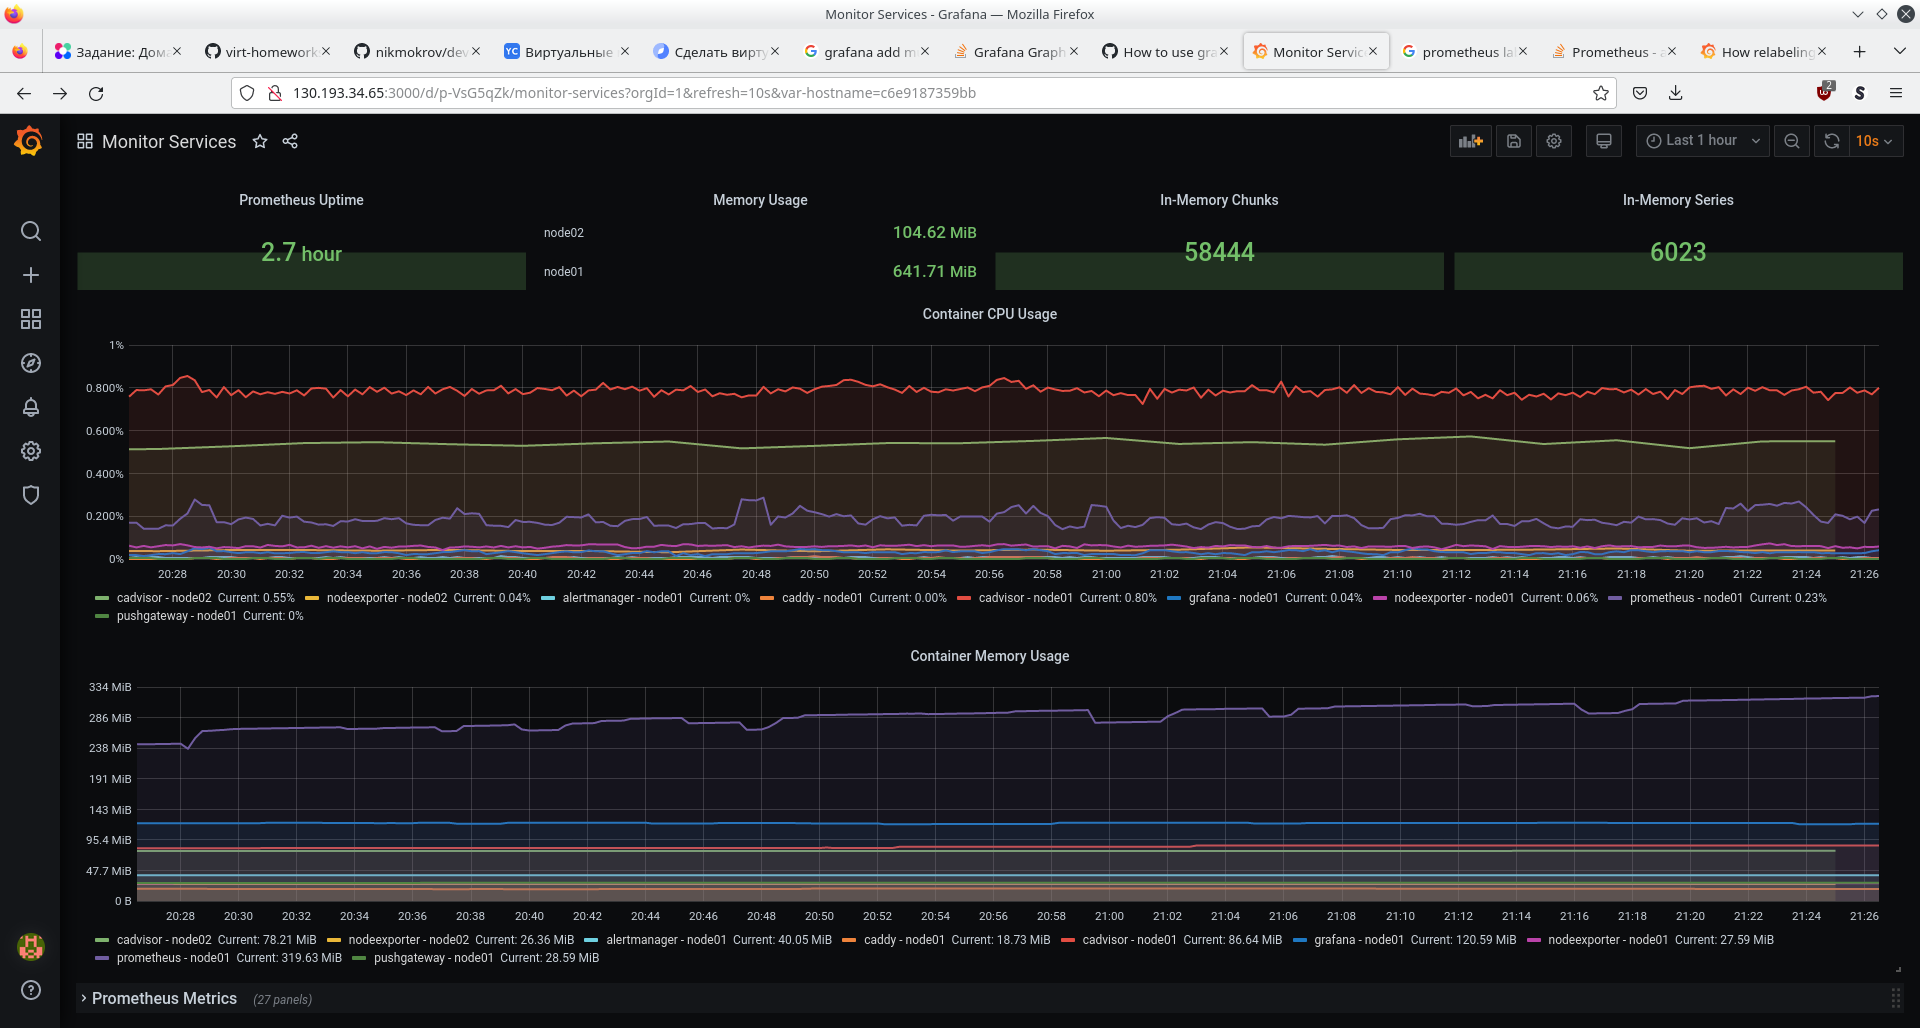 Monitor Services - Grafana — Mozilla Firefox
Задание: Дом
virt-homework
nikmokrov/dev
YC Виртуальные
Сделать вирту
grafana add m
Grafana Graph
How to use gra
Monitor Servic
prometheus la
Prometheus - a
How relabeling
130.193.34.65:3000/d/p-VsG5qZk/monitor-services?orgId=1&refresh=10s&var-hostname=c6e9187359bb
2
Monitor Services
Last 1 hour
10s
Prometheus Uptime
2.7 hour
Memory Usage
node02 104.62 MiB
node01 641.71 MiB
In-Memory Chunks
58444
In-Memory Series
6023
Container CPU Usage
1%
0.800%
0.600%
0.400%
0.200%
0%
20:28 20:30 20:32 20:34 20:36 20:38 20:40 20:42 20:44 20:46 20:48 20:50 20:52 20:54 20:56 20:58 21:00 21:02 21:04 21:06 21:08 21:10 21:12 21:14 21:16 21:18 21:20 21:22 21:24 21:26
cadvisor - node02 Current: 0.55% nodeexporter - node02 Current: 0.04% alertmanager - node01 Current: 0% caddy - node01 Current: 0.00% cadvisor - node01 Current: 0.80% grafana - node01 Current: 0.04% nodeexporter - node01 Current: 0.06% prometheus - node01 Current: 0.23%
pushgateway - node01 Current: 0%
Container Memory Usage
334 MiB
286 MiB
238 MiB
191 MiB
143 MiB
95.4 MiB
47.7 MiB
0 B
20:28 20:30 20:32 20:34 20:36 20:38 20:40 20:42 20:44 20:46 20:48 20:50 20:52 20:54 20:56 20:58 21:00 21:02 21:04 21:06 21:08 21:10 21:12 21:14 21:16 21:18 21:20 21:22 21:24 21:26
cadvisor - node02 Current: 78.21 MiB nodeexporter - node02 Current: 26.36 MiB alertmanager - node01 Current: 40.05 MiB caddy - node01 Current: 18.73 MiB cadvisor - node01 Current: 86.64 MiB grafana - node01 Current: 120.59 MiB nodeexporter - node01 Current: 27.59 MiB
prometheus - node01 Current: 319.63 MiB pushgateway - node01 Current: 28.59 MiB
Prometheus Metrics (27 panels)